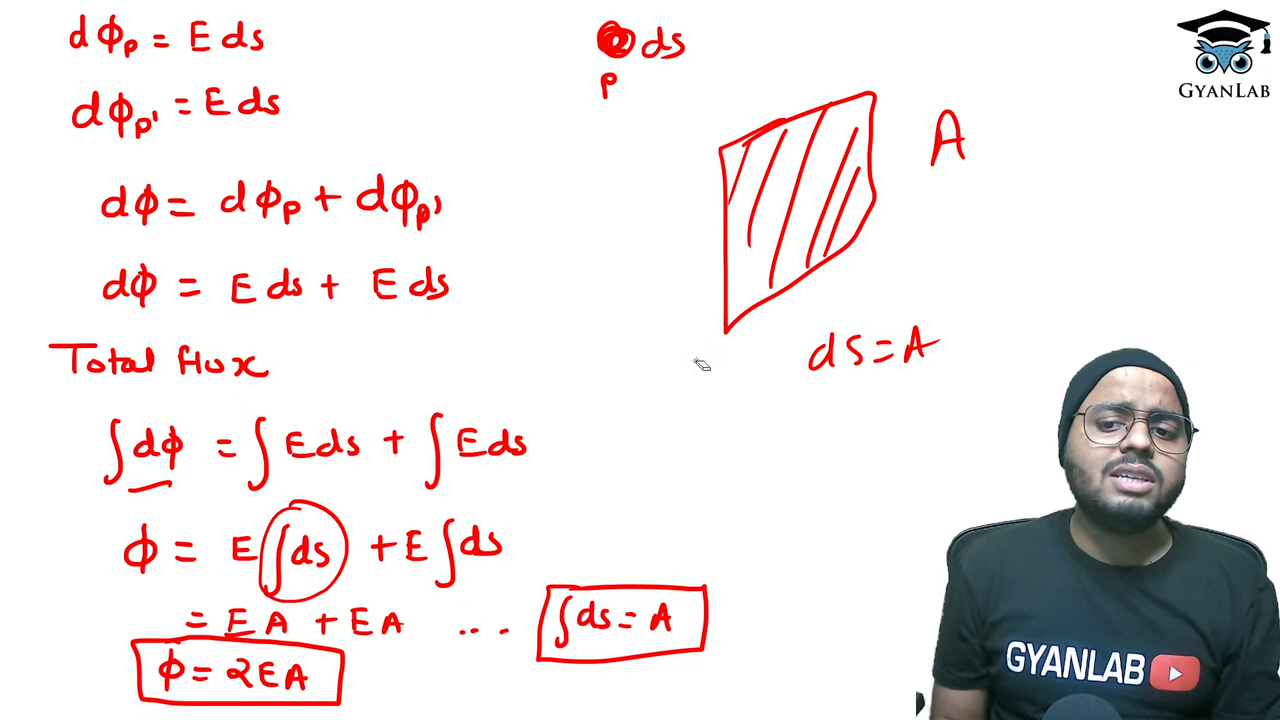 dϕp = E ds
dϕp' = E ds
dϕ = dϕp + dϕp'
dϕ = E ds + E ds
Total flux
∫dϕ = ∫E ds + ∫E ds
ϕ = E ∫ds + E ∫ds
= EA + EA ... ∫ds = A
ϕ = 2EA
ds
p
A
ds = A
GYANLAB
GYANLAB